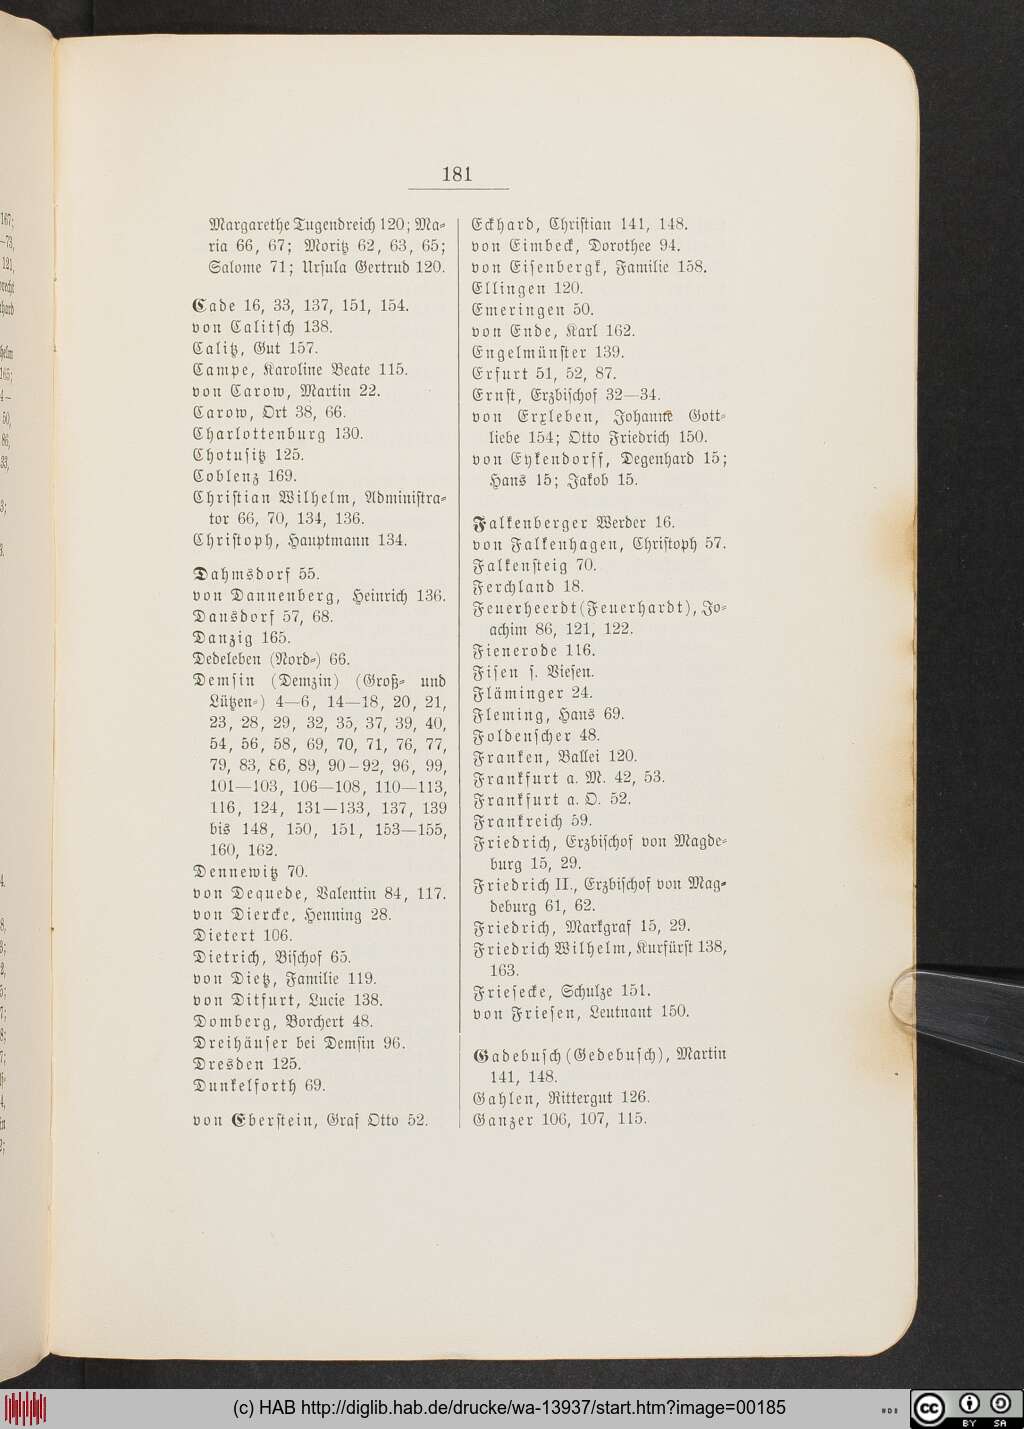 181
Margarethe Tugendreich 120; Ma-
ria 66, 67; Moritz 62, 63, 65;
Salome 71; Ursula Gertrud 120.
Cade 16, 33, 137, 151, 154.
von Calitsch 138.
Calitz, Gut 157.
Campe, Karoline Beate 115.
von Carow, Martin 22.
Carow, Ort 38, 66.
Charlottenburg 130.
Chotusitz 125.
Coblenz 169.
Christian Wilhelm, Administra-
tor 66, 70, 134, 136.
Christoph, Hauptmann 134.
Dahmsdorf 55.
von Dannenberg, Heinrich 136.
Dansdorf 57, 68.
Danzig 165.
Dedeleben (Nord-) 66.
Demsin (Demzin) (Groß- und
Lützen-) 4—6, 14—18, 20, 21,
23, 28, 29, 32, 35, 37, 39, 40,
54, 56, 58, 69, 70, 71, 76, 77,
79, 83, 86, 89, 90–92, 96, 99,
101—103, 106—108, 110—113,
116, 124, 131—133, 137, 139
bis 148, 150, 151, 153—155,
160, 162.
Dennewitz 70.
von Dequede, Valentin 84, 117.
von Diercke, Henning 28.
Dietert 106.
Dietrich, Bischof 65.
von Dietz, Familie 119.
von Ditfurt, Lucie 138.
Domberg, Borchert 48.
Dreihäuser bei Demsin 96.
Dresden 125.
Dunkelforth 69.
von Eberstein, Graf Otto 52.
Eckhard, Christian 141, 148.
von Eimbeck, Dorothee 94.
von Eisenbergk, Familie 158.
Ellingen 120.
Emeringen 50.
von Ende, Karl 162.
Engelmünster 139.
Erfurt 51, 52, 87.
Ernst, Erzbischof 32—34.
von Erxleben, Johanne Gott-
liebe 154; Otto Friedrich 150.
von Eykendorff, Degenhard 15;
Hans 15; Jakob 15.
Falkenberger Werder 16.
von Falkenhagen, Christoph 57.
Falkensteig 70.
Ferchland 18.
Feuerheerdt (Feuerhardt), Jo-
achim 86, 121, 122.
Fienerode 116.
Fisen s. Viesen.
Fläminger 24.
Fleming, Hans 69.
Foldenscher 48.
Franken, Ballei 120.
Frankfurt a. M. 42, 53.
Frankfurt a. O. 52.
Frankreich 59.
Friedrich, Erzbischof von Magde-
burg 15, 29.
Friedrich II., Erzbischof von Mag-
deburg 61, 62.
Friedrich, Markgraf 15, 29.
Friedrich Wilhelm, Kurfürst 138,
163.
Friesecke, Schulze 151.
von Friesen, Leutnant 150.
Gadebusch (Gedebusch), Martin
141, 148.
Gahlen, Rittergut 126.
Ganzer 106, 107, 115.
(c) HAB http://diglib.hab.de/drucke/wa-13937/start.htm?image=00185
cc BY SA